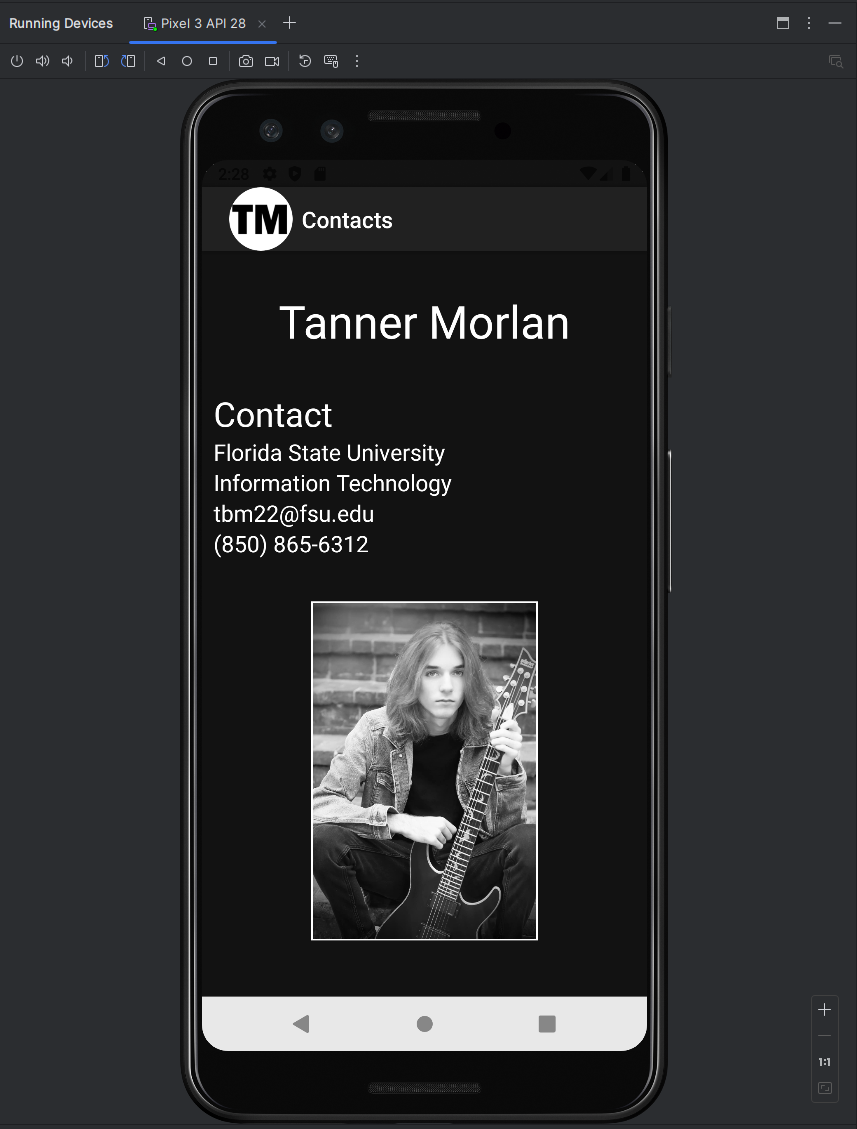 Running Devices
Pixel 3 API 28
2:28
TM Contacts
Tanner Morlan
Contact
Florida State University
Information Technology
tbm22@fsu.edu
(850) 865-6312
1:1